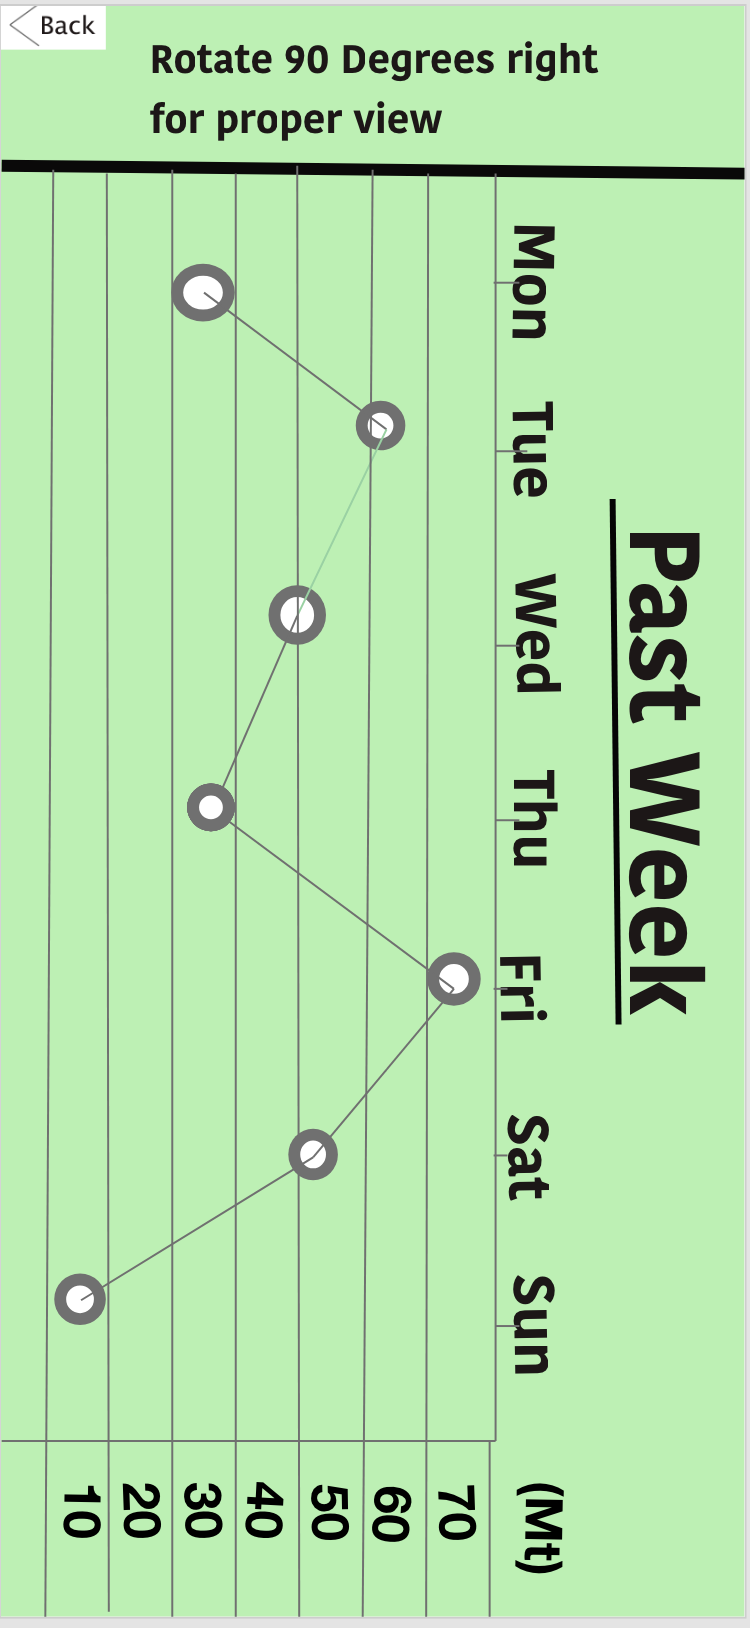 Back
Rotate 90 Degrees right
for proper view
Past Week
Mon
Tue
Wed
Thu
Fri
Sat
Sun
(Mt)
70
60
50
40
30
20
10